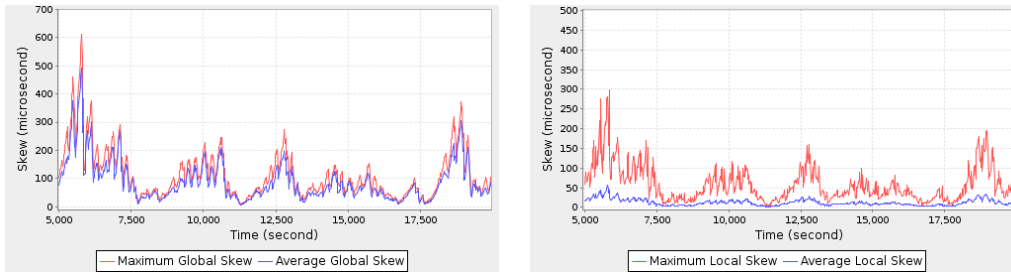 700
600
500
400
300
200
100
0
Skew (microsecond)
5,000 7,500 10,000 12,500 15,000 17,500
Time (second)
Maximum Global Skew Average Global Skew
500
450
400
350
300
250
200
150
100
50
0
Skew (microsecond)
5,000 7,500 10,000 12,500 15,000 17,500
Time (second)
Maximum Local Skew Average Local Skew